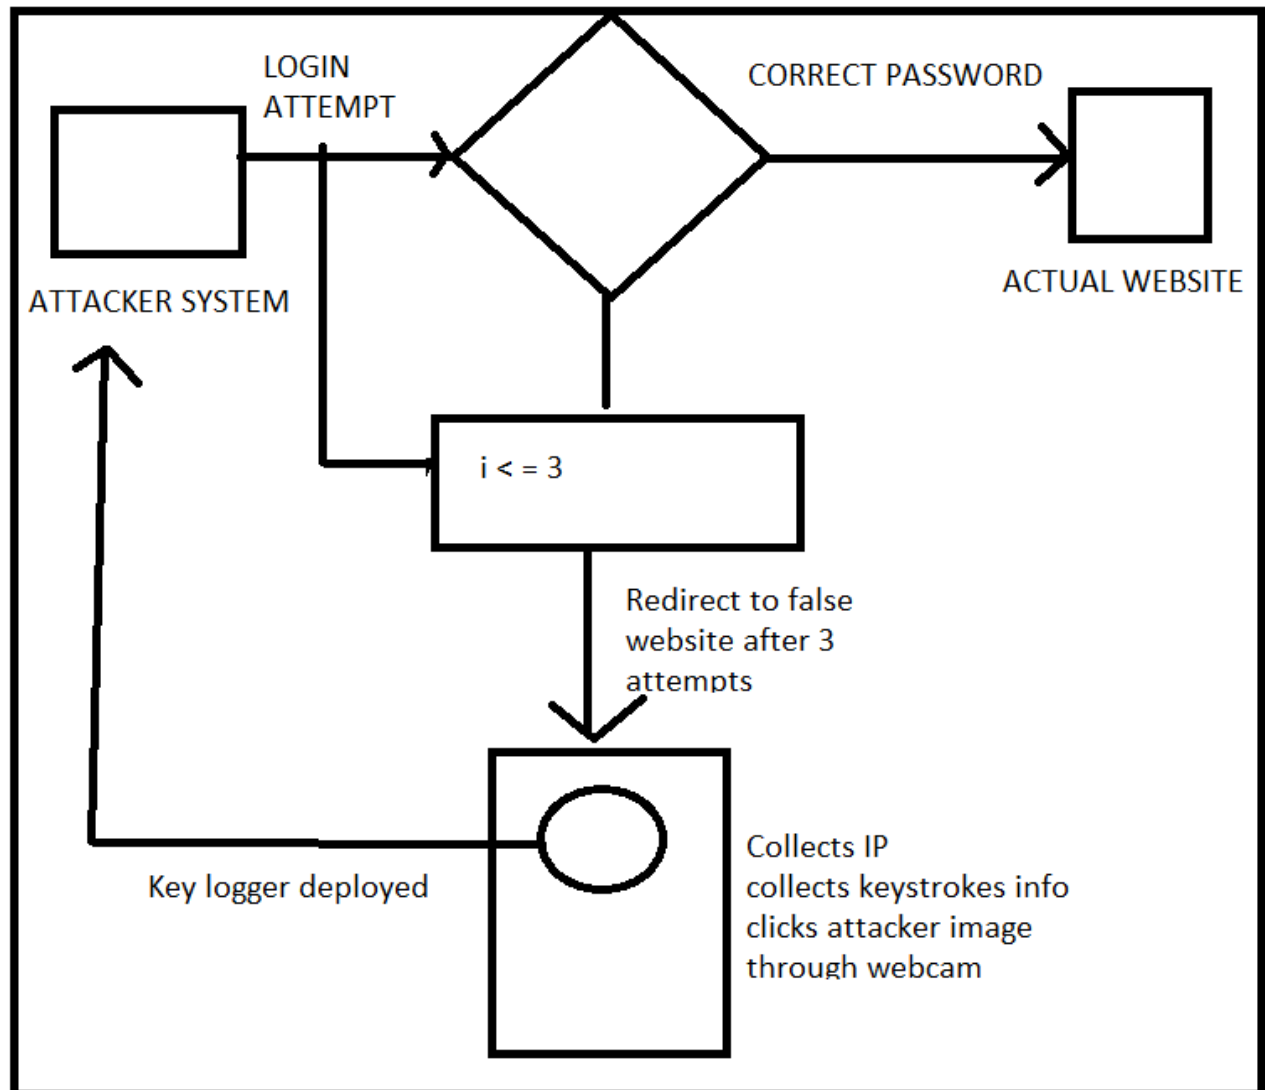 LOGIN
ATTEMPT
CORRECT PASSWORD
ATTACKER SYSTEM
ACTUAL WEBSITE
i < = 3
Redirect to false
website after 3
attempts
Key logger deployed
Collects IP
collects keystrokes info
clicks attacker image
through webcam